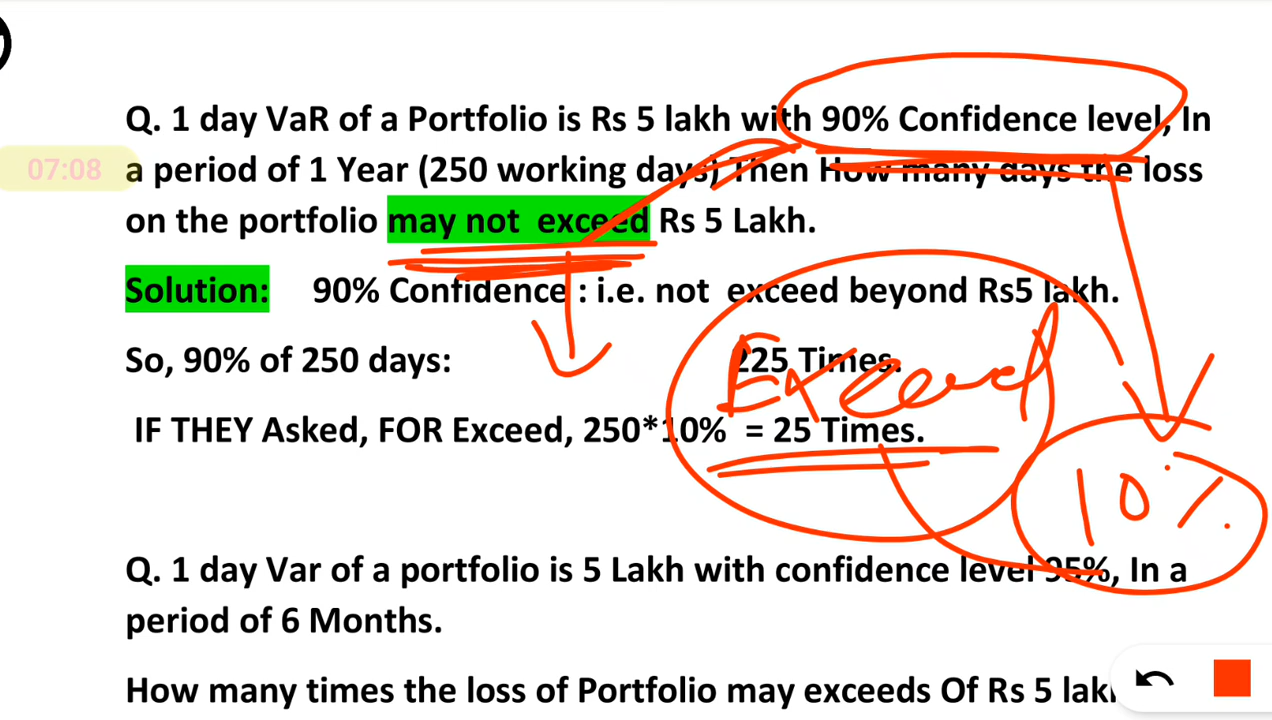 Q. 1 day VaR of a Portfolio is Rs 5 lakh with 90% Confidence level, In
07:08
a period of 1 Year (250 working days) Then How many days the loss
on the portfolio may not exceed Rs 5 Lakh.
Solution: 90% Confidence : i.e. not exceed beyond Rs5 lakh.
So, 90% of 250 days: 225 Times.
Exceed
IF THEY Asked, FOR Exceed, 250*10% = 25 Times.
10%
Q. 1 day Var of a portfolio is 5 Lakh with confidence level 95%, In a
period of 6 Months.
How many times the loss of Portfolio may exceeds Of Rs 5 lakh